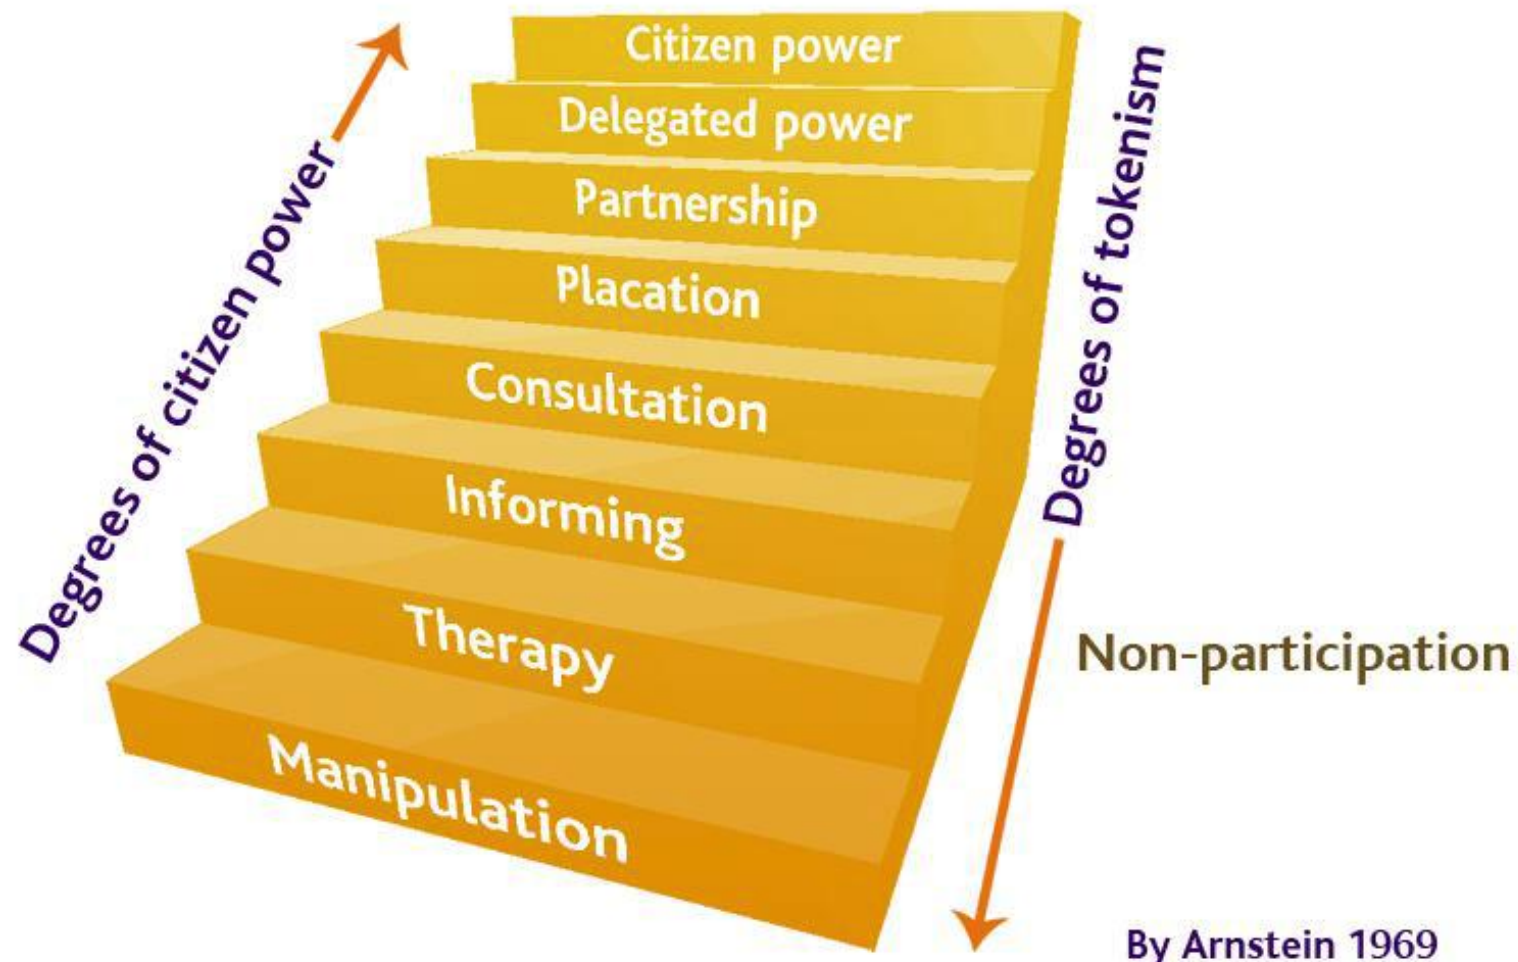 Citizen power
Delegated power
Partnership
Placation
Consultation
Informing
Therapy
Manipulation
Degrees of citizen power
Degrees of tokenism
Non-participation
By Arnstein 1969